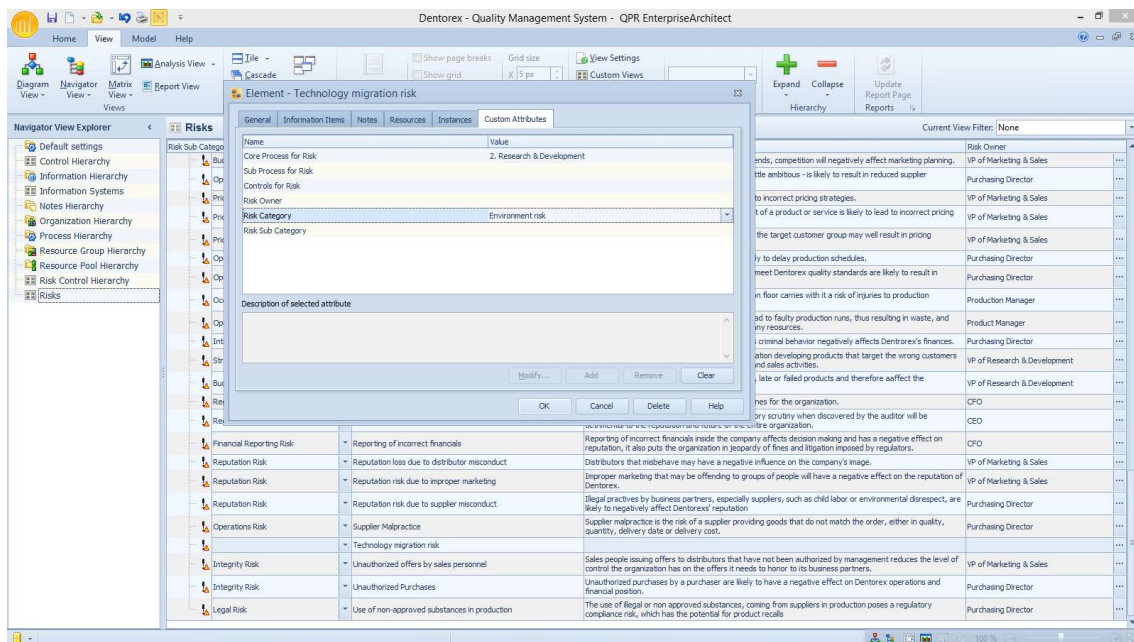 Dentorex - Quality Management System - QPR EnterpriseArchitect
Home View Model Help
Diagram View
Navigator View
Matrix View
Analysis View
Report View
Views
Tile
Cascade
Show page breaks
Show grid
Grid size
X 5 px
View Settings
Custom Views
Expand
Collapse
Hierarchy
Update Report Page
Reports
Navigator View Explorer
Default settings
Control Hierarchy
Information Hierarchy
Information Systems
Notes Hierarchy
Organization Hierarchy
Process Hierarchy
Resource Group Hierarchy
Resource Pool Hierarchy
Risk Control Hierarchy
Risks
Risks
Current View Filter: None
Risk Sub Catego
Risk Owner
Element - Technology migration risk
General Information Items Notes Resources Instances Custom Attributes
Name Value
Core Process for Risk 2. Research & Development
Sub Process for Risk
Controls for Risk
Risk Owner
Risk Category Environment risk
Risk Sub Category
Description of selected attribute
Modify... Add Remove Clear
OK Cancel Delete Help
ends, competition will negatively affect marketing planning. VP of Marketing & Sales
ttle ambitious - is likely to result in reduced supplier Purchasing Director
to incorrect pricing strategies. VP of Marketing & Sales
t of a product or service is likely to lead to incorrect pricing VP of Marketing & Sales
the target customer group may well result in pricing VP of Marketing & Sales
ly to delay production schedules. Purchasing Director
meet Dentorex quality standards are likely to result in Purchasing Director
n floor carries with it a risk of injuries to production Production Manager
ad to faulty production runs, thus resulting in waste, and
ny reosurces. Product Manager
s criminal behavior negatively affects Dentrorex's finances. Purchasing Director
ation developing products that target the wrong customers
and sales activities. VP of Research & Development
, late or failed products and therefore aaffect the VP of Research & Development
nes for the organization. CFO
ory scrutiny when discovered by the auditor will be CEO
Financial Reporting Risk Reporting of incorrect financials Reporting of incorrect financials inside the company affects decision making and has a negative effect on
reputation, it also puts the organization in jeopardy of fines and litigation imposed by regulators. CFO
Reputation Risk Reputation loss due to distributor misconduct Distributors that misbehave may have a negative influence on the company's image. VP of Marketing & Sales
Reputation Risk Reputation risk due to improper marketing Improper marketing that may be offending to groups of people will have a negative effect on the reputation of
Dentorex. VP of Marketing & Sales
Reputation Risk Reputation risk due to supplier misconduct Illegal practices by business partners, especially suppliers, such as child labor or environmental disrespect, are
likely to negatively affect Dentorexs' reputation Purchasing Director
Operations Risk Supplier Malpractice Supplier malpractice is the risk of a supplier providing goods that do not match the order, either in quality,
quantity, delivery date or delivery cost. Purchasing Director
Technology migration risk
Integrity Risk Unauthorized offers by sales personnel Sales people issuing offers to distributors that have not been authorized by management reduces the level of
control the organization has on the offers it needs to honor to its business partners. VP of Marketing & Sales
Integrity Risk Unauthorized Purchases Unauthorized purchases by a purchaser are likely to have a negative effect on Dentorex operations and
financial position. Purchasing Director
Legal Risk Use of non-approved substances in production The use of illegal or non approved substances, coming from suppliers in production poses a regulatory
compliance risk, which has the potential for product recalls Purchasing Director
100 %